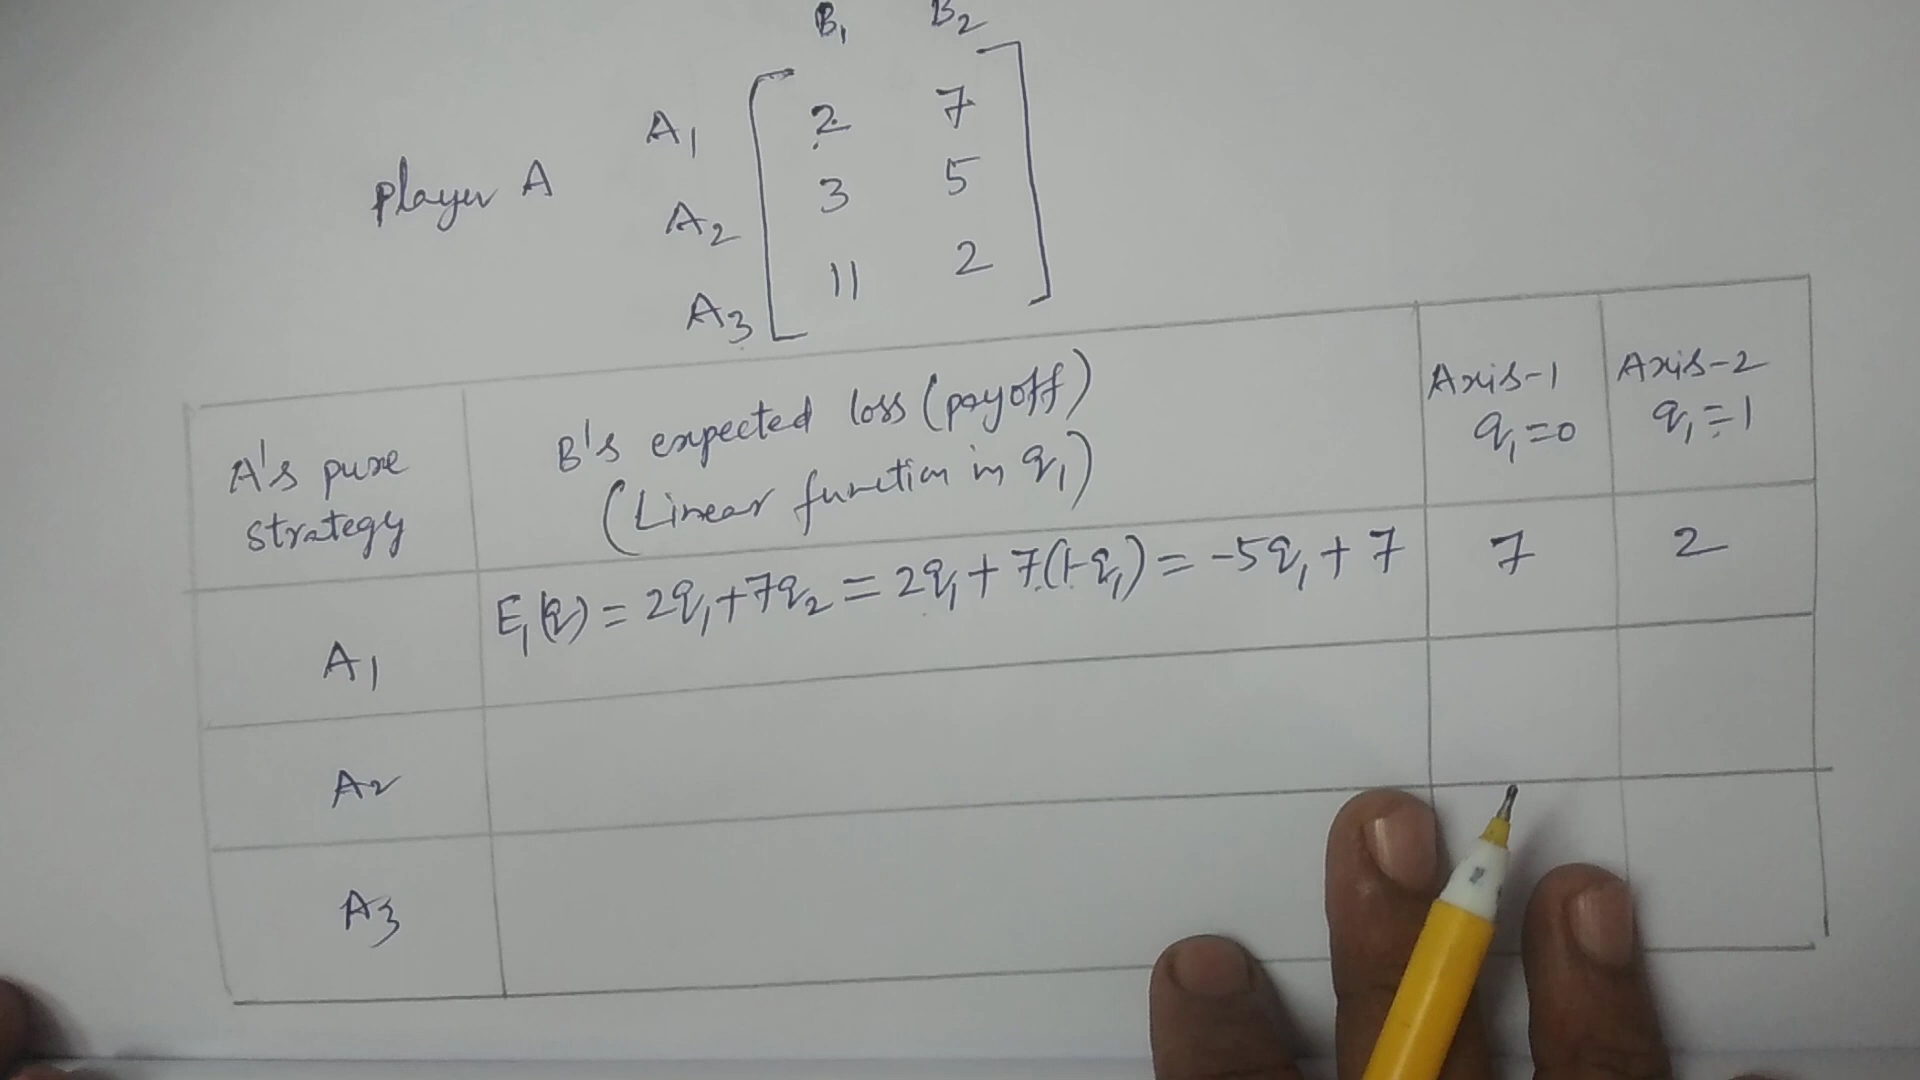 B₁ B₂
A₁ 2 7
Player A
A₂ 3 5
A₃ 11 2
A's pure strategy
B's expected loss (payoff)
(Linear function in q₁)
Axis-1
q₁=0
Axis-2
q₁=1
A₁
E₁(q) = 2q₁+7q₂ = 2q₁+7(1-q₁) = -5q₁+7
7
2
A₂
A₃